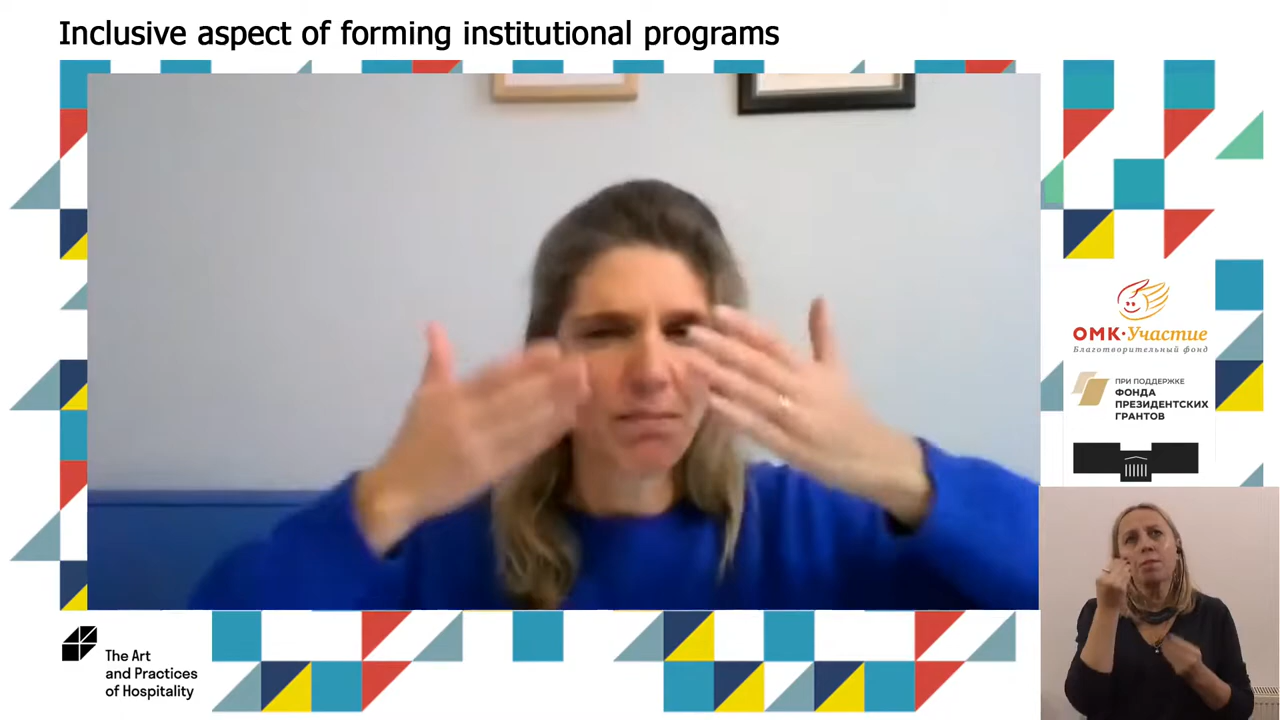 Inclusive aspect of forming institutional programs
ОМК·Участие
Благотворительный фонд
ПРИ ПОДДЕРЖКЕ
ФОНДА
ПРЕЗИДЕНТСКИХ
ГРАНТОВ
The Art
and Practices
of Hospitality